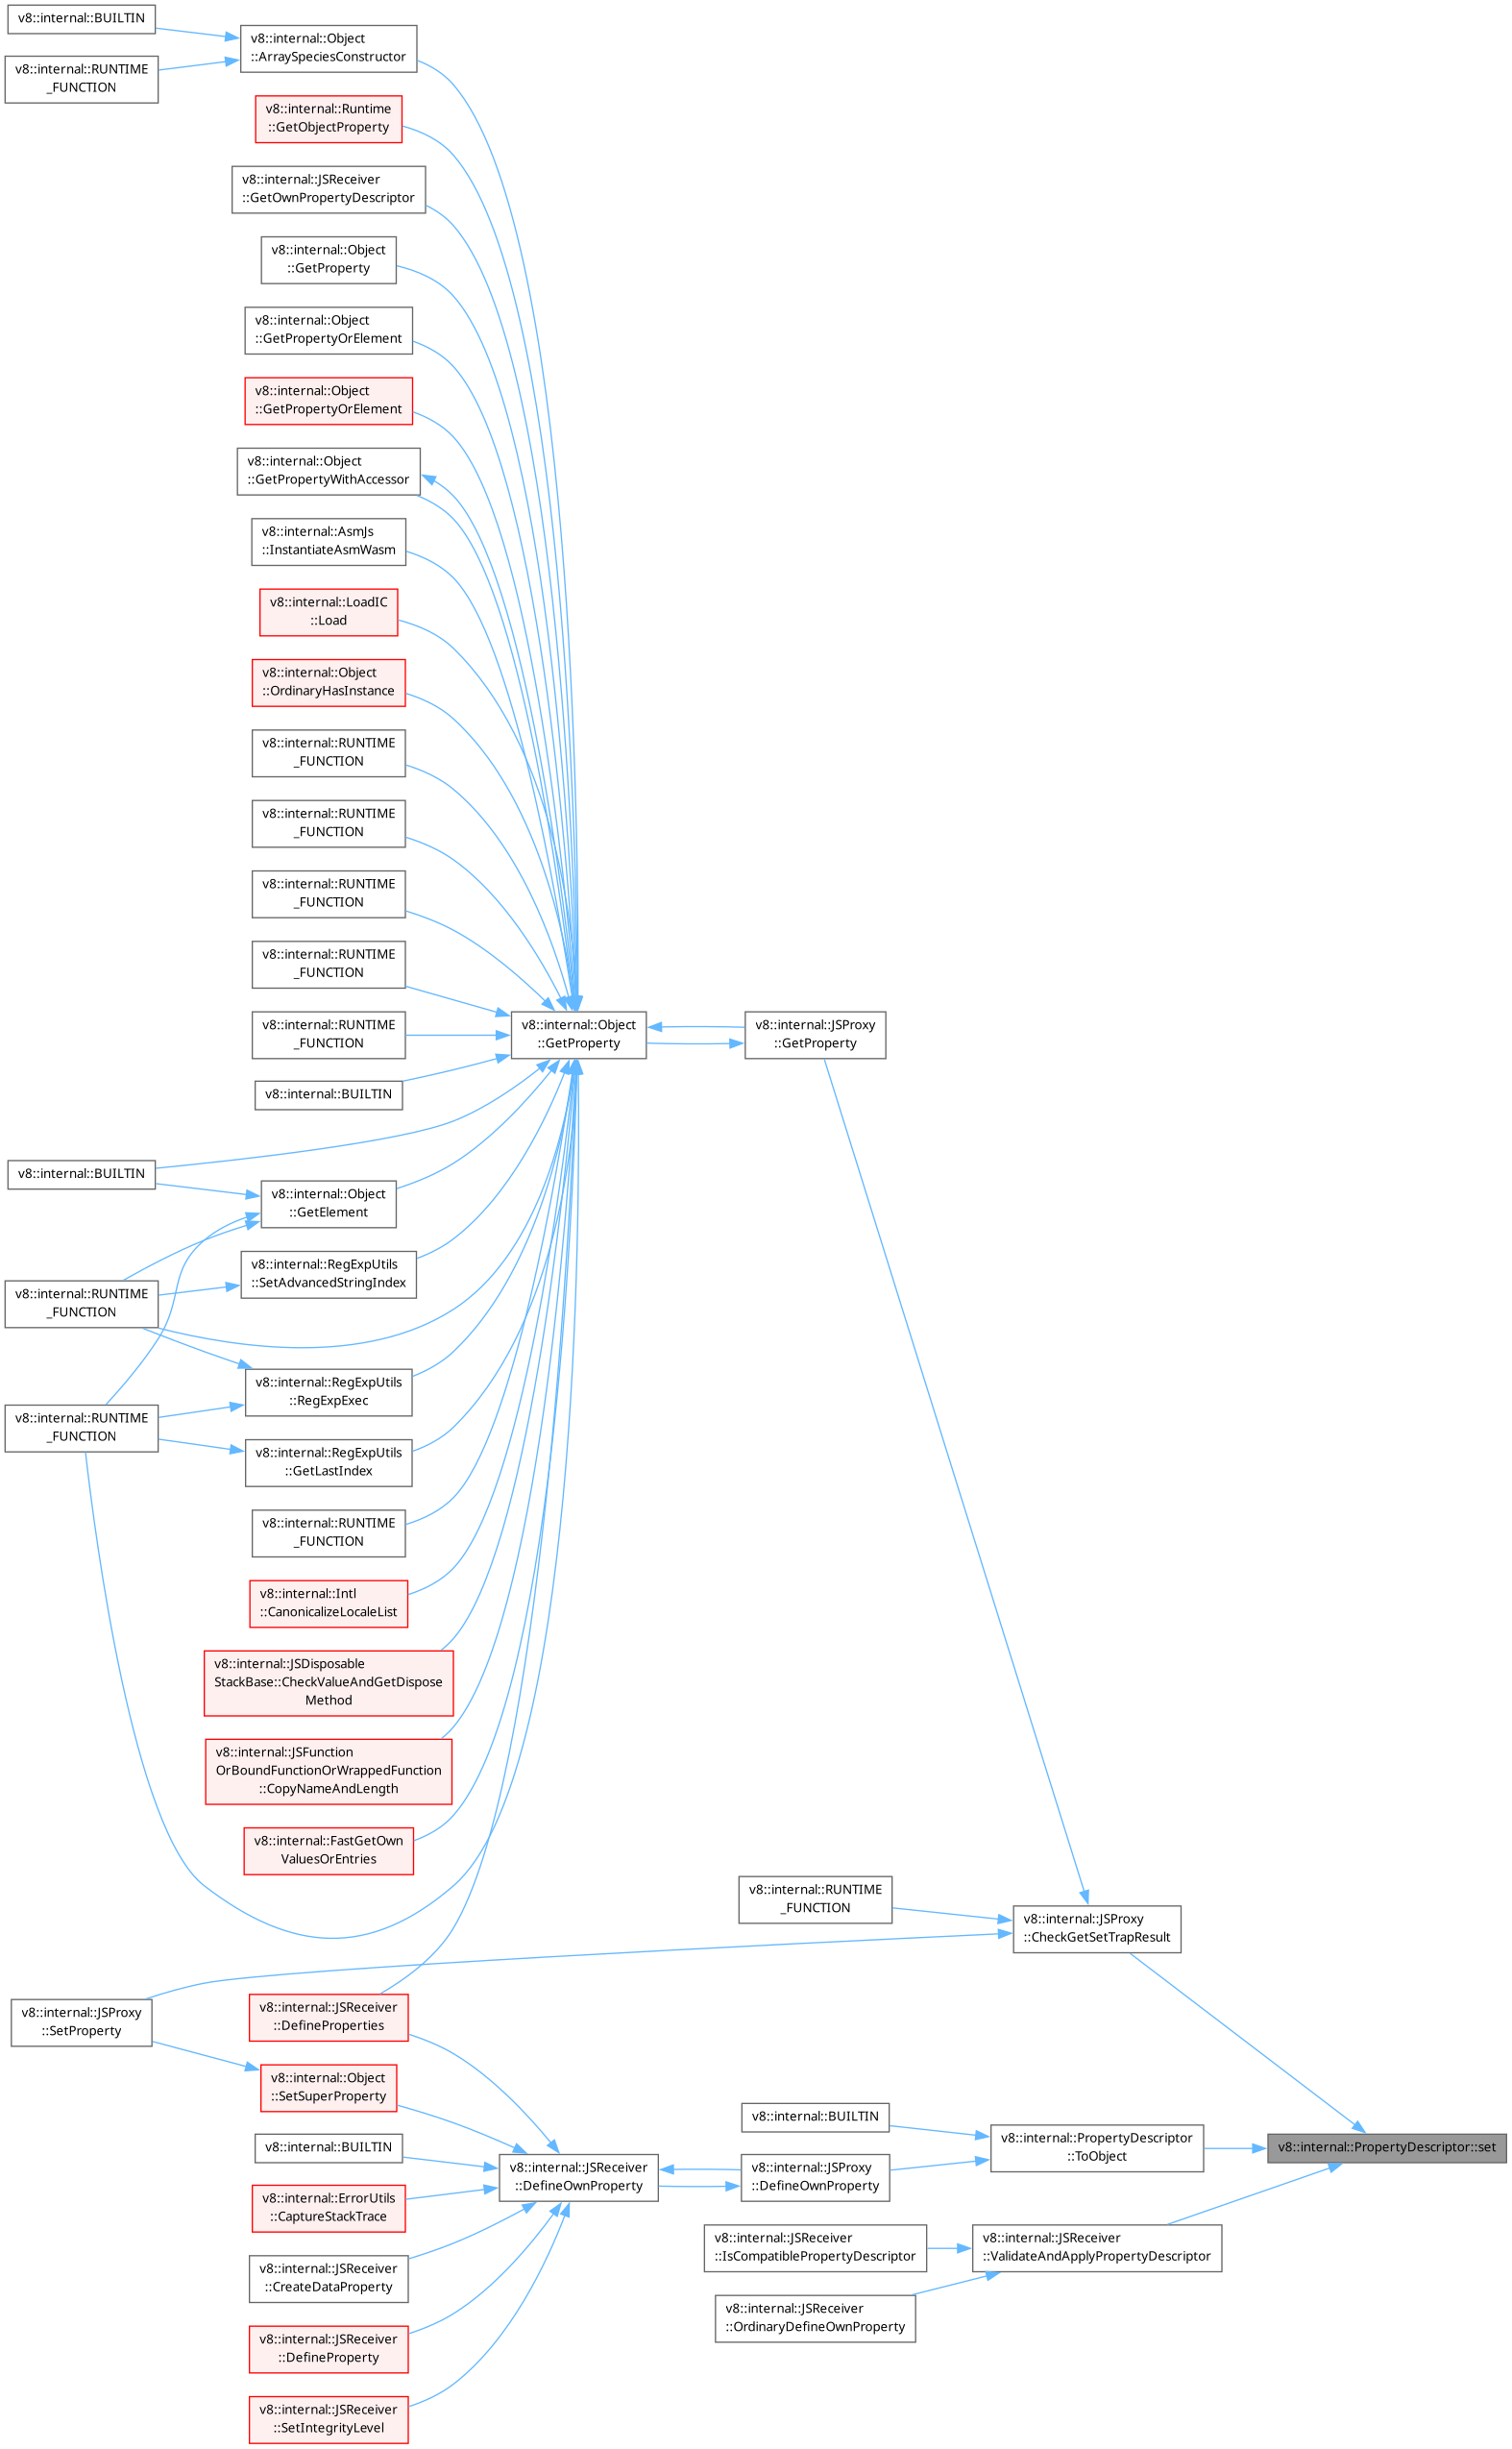 v8::internal::BUILTIN
v8::internal::RUNTIME
_FUNCTION
v8::internal::Object
::ArraySpeciesConstructor
v8::internal::Runtime
::GetObjectProperty
v8::internal::JSReceiver
::GetOwnPropertyDescriptor
v8::internal::Object
::GetProperty
v8::internal::Object
::GetPropertyOrElement
v8::internal::Object
::GetPropertyOrElement
v8::internal::Object
::GetPropertyWithAccessor
v8::internal::AsmJs
::InstantiateAsmWasm
v8::internal::LoadIC
::Load
v8::internal::Object
::OrdinaryHasInstance
v8::internal::RUNTIME
_FUNCTION
v8::internal::RUNTIME
_FUNCTION
v8::internal::RUNTIME
_FUNCTION
v8::internal::RUNTIME
_FUNCTION
v8::internal::RUNTIME
_FUNCTION
v8::internal::Object
::GetProperty
v8::internal::JSProxy
::GetProperty
v8::internal::BUILTIN
v8::internal::BUILTIN
v8::internal::Object
::GetElement
v8::internal::RegExpUtils
::SetAdvancedStringIndex
v8::internal::RUNTIME
_FUNCTION
v8::internal::RegExpUtils
::RegExpExec
v8::internal::RUNTIME
_FUNCTION
v8::internal::RegExpUtils
::GetLastIndex
v8::internal::RUNTIME
_FUNCTION
v8::internal::Intl
::CanonicalizeLocaleList
v8::internal::JSDisposable
StackBase::CheckValueAndGetDispose
Method
v8::internal::JSFunction
OrBoundFunctionOrWrappedFunction
::CopyNameAndLength
v8::internal::FastGetOwn
ValuesOrEntries
v8::internal::RUNTIME
_FUNCTION
v8::internal::JSProxy
::CheckGetSetTrapResult
v8::internal::JSProxy
::SetProperty
v8::internal::JSReceiver
::DefineProperties
v8::internal::Object
::SetSuperProperty
v8::internal::BUILTIN
v8::internal::BUILTIN
v8::internal::PropertyDescriptor
::ToObject
v8::internal::PropertyDescriptor::set
v8::internal::JSReceiver
::DefineOwnProperty
v8::internal::JSProxy
::DefineOwnProperty
v8::internal::ErrorUtils
::CaptureStackTrace
v8::internal::JSReceiver
::IsCompatiblePropertyDescriptor
v8::internal::JSReceiver
::ValidateAndApplyPropertyDescriptor
v8::internal::JSReceiver
::CreateDataProperty
v8::internal::JSReceiver
::OrdinaryDefineOwnProperty
v8::internal::JSReceiver
::DefineProperty
v8::internal::JSReceiver
::SetIntegrityLevel